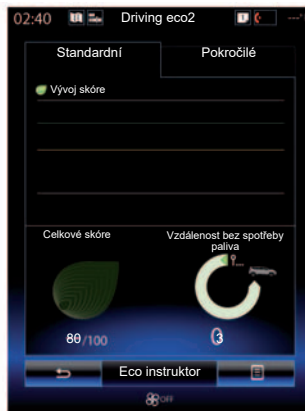 02:40 Driving eco2
Standardní Pokročilé
Vývoj skóre
Celkové skóre Vzdálenost bez spotřeby
paliva
80/100 3
Eco instruktor
OFF